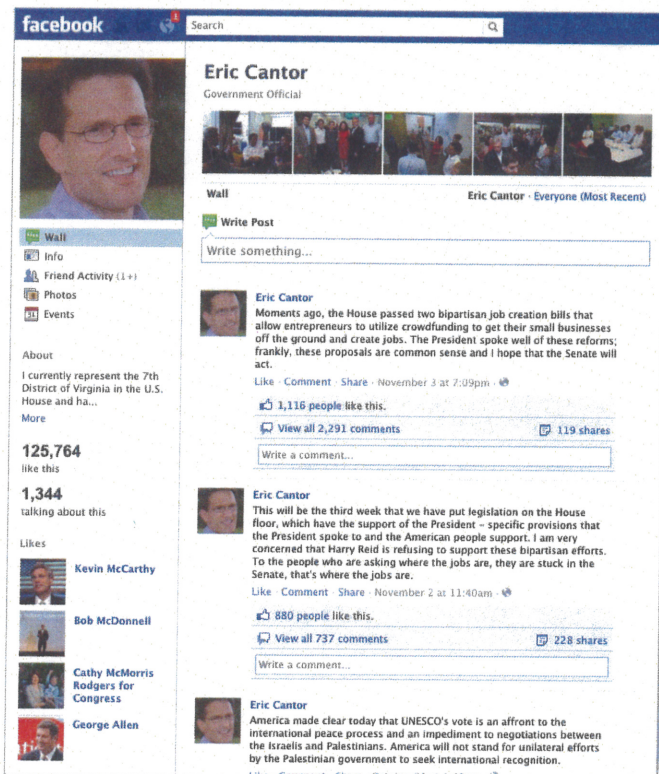 facebook
1
Search
Eric Cantor
Government Official
Wall
Eric Cantor · Everyone (Most Recent)
Write Post
Write something...
Wall
Info
Friend Activity (1+)
Photos
31 Events
About
I currently represent the 7th
District of Virginia in the U.S.
House and ha...
More
125,764
like this
1,344
talking about this
Likes
Kevin McCarthy
Bob McDonnell
Cathy McMorris
Rodgers for
Congress
George Allen
Eric Cantor
Moments ago, the House passed two bipartisan job creation bills that
allow entrepreneurs to utilize crowdfunding to get their small businesses
off the ground and create jobs. The President spoke well of these reforms;
frankly, these proposals are common sense and I hope that the Senate will
act.
Like · Comment · Share · November 3 at 7:09pm ·
1,116 people like this.
View all 2,291 comments
119 shares
Write a comment...
Eric Cantor
This will be the third week that we have put legislation on the House
floor, which have the support of the President – specific provisions that
the President spoke to and the American people support. I am very
concerned that Harry Reid is refusing to support these bipartisan efforts.
To the people who are asking where the jobs are, they are stuck in the
Senate, that's where the jobs are.
Like · Comment · Share · November 2 at 11:40am ·
880 people like this.
View all 737 comments
228 shares
Write a comment...
Eric Cantor
America made clear today that UNESCO's vote is an affront to the
international peace process and an impediment to negotiations between
the Israelis and Palestinians. America will not stand for unilateral efforts
by the Palestinian government to seek international recognition.